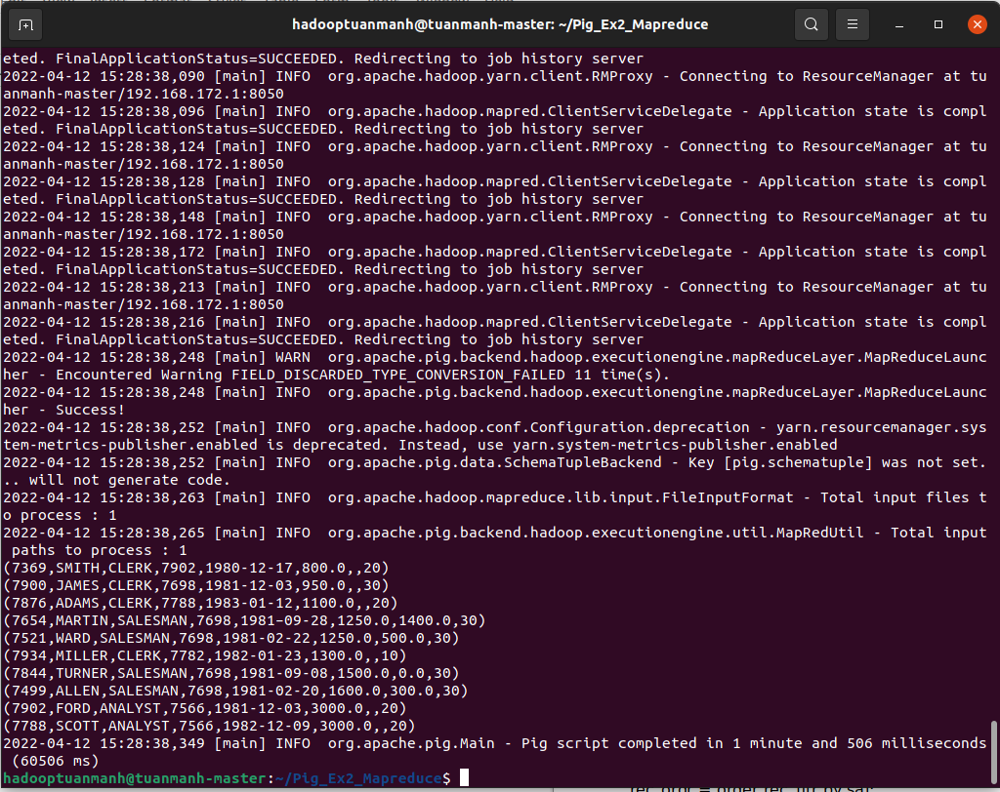 hadooptuanmanh@tuanmanh-master: ~/Pig_Ex2_Mapreduce
eted. FinalApplicationStatus=SUCCEEDED. Redirecting to job history server
2022-04-12 15:28:38,090 [main] INFO  org.apache.hadoop.yarn.client.RMProxy - Connecting to ResourceManager at tu
anmanh-master/192.168.172.1:8050
2022-04-12 15:28:38,096 [main] INFO  org.apache.hadoop.mapred.ClientServiceDelegate - Application state is compl
eted. FinalApplicationStatus=SUCCEEDED. Redirecting to job history server
2022-04-12 15:28:38,124 [main] INFO  org.apache.hadoop.yarn.client.RMProxy - Connecting to ResourceManager at tu
anmanh-master/192.168.172.1:8050
2022-04-12 15:28:38,128 [main] INFO  org.apache.hadoop.mapred.ClientServiceDelegate - Application state is compl
eted. FinalApplicationStatus=SUCCEEDED. Redirecting to job history server
2022-04-12 15:28:38,148 [main] INFO  org.apache.hadoop.yarn.client.RMProxy - Connecting to ResourceManager at tu
anmanh-master/192.168.172.1:8050
2022-04-12 15:28:38,172 [main] INFO  org.apache.hadoop.mapred.ClientServiceDelegate - Application state is compl
eted. FinalApplicationStatus=SUCCEEDED. Redirecting to job history server
2022-04-12 15:28:38,213 [main] INFO  org.apache.hadoop.yarn.client.RMProxy - Connecting to ResourceManager at tu
anmanh-master/192.168.172.1:8050
2022-04-12 15:28:38,216 [main] INFO  org.apache.hadoop.mapred.ClientServiceDelegate - Application state is compl
eted. FinalApplicationStatus=SUCCEEDED. Redirecting to job history server
2022-04-12 15:28:38,248 [main] WARN  org.apache.pig.backend.hadoop.executionengine.mapReduceLayer.MapReduceLaunc
her - Encountered Warning FIELD_DISCARDED_TYPE_CONVERSION_FAILED 11 time(s).
2022-04-12 15:28:38,248 [main] INFO  org.apache.pig.backend.hadoop.executionengine.mapReduceLayer.MapReduceLaunc
her - Success!
2022-04-12 15:28:38,252 [main] INFO  org.apache.hadoop.conf.Configuration.deprecation - yarn.resourcemanager.sys
tem-metrics-publisher.enabled is deprecated. Instead, use yarn.system-metrics-publisher.enabled
2022-04-12 15:28:38,252 [main] INFO  org.apache.pig.data.SchemaTupleBackend - Key [pig.schematuple] was not set.
.. will not generate code.
2022-04-12 15:28:38,263 [main] INFO  org.apache.hadoop.mapreduce.lib.input.FileInputFormat - Total input files t
o process : 1
2022-04-12 15:28:38,265 [main] INFO  org.apache.pig.backend.hadoop.executionengine.util.MapRedUtil - Total input
 paths to process : 1
(7369,SMITH,CLERK,7902,1980-12-17,800.0,,20)
(7900,JAMES,CLERK,7698,1981-12-03,950.0,,30)
(7876,ADAMS,CLERK,7788,1983-01-12,1100.0,,20)
(7654,MARTIN,SALESMAN,7698,1981–09-28,1250.0,1400.0,30)
(7521,WARD,SALESMAN,7698,1981-02-22,1250.0,500.0,30)
(7934,MILLER,CLERK,7782,1982-01-23,1300.0,,10)
(7844,TURNER,SALESMAN,7698,1981-09-08,1500.0,0.0,30)
(7499,ALLEN,SALESMAN,7698,1981-02-20,1600.0,300.0,30)
(7902,FORD,ANALYST,7566,1981-12-03,3000.0,,20)
(7788,SCOTT,ANALYST,7566,1982-12-09,3000.0,,20)
2022-04-12 15:28:38,349 [main] INFO  org.apache.pig.Main - Pig script completed in 1 minute and 506 milliseconds
 (60506 ms)
hadooptuanmanh@tuanmanh-master:~/Pig_Ex2_Mapreduce$